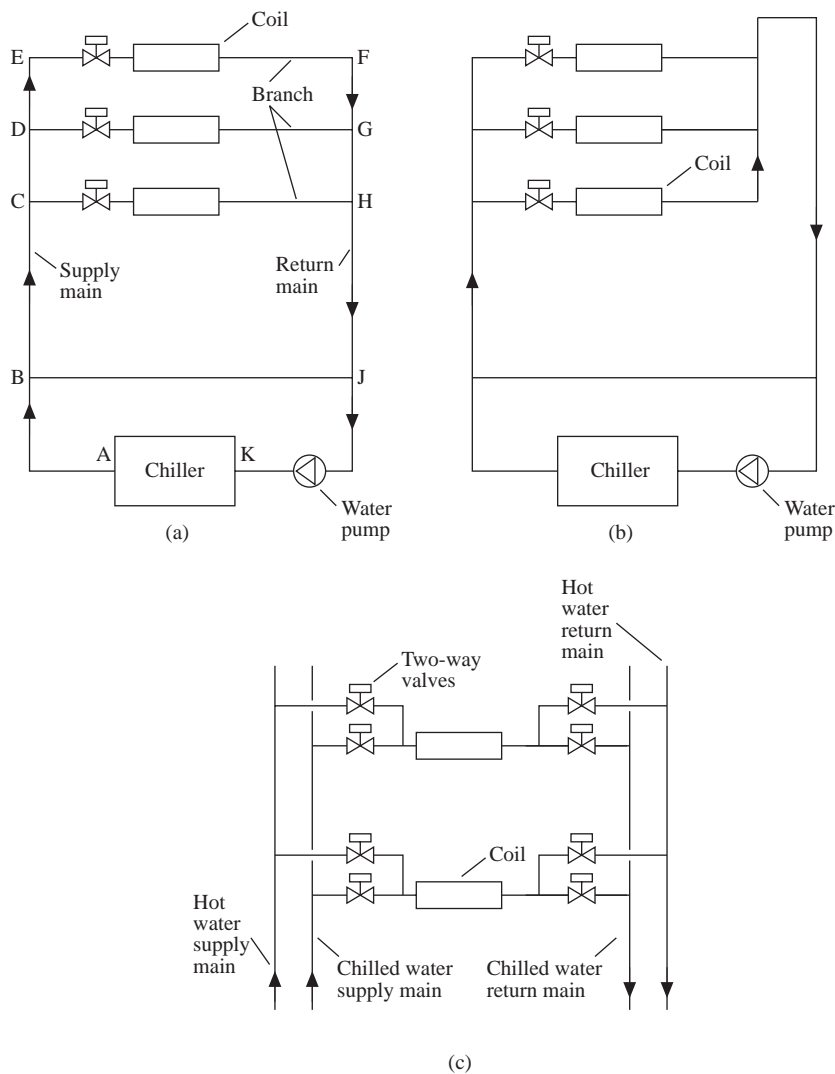 Coil
E
F
Branch
D
G
C
H
Supply
main
Return
main
B
J
A
K
Chiller
Water
pump
(a)
Coil
Chiller
Water
pump
(b)
Hot
water
return
main
Two-way
valves
Coil
Hot
water
supply
main
Chilled water
supply main
Chilled water
return main
(c)